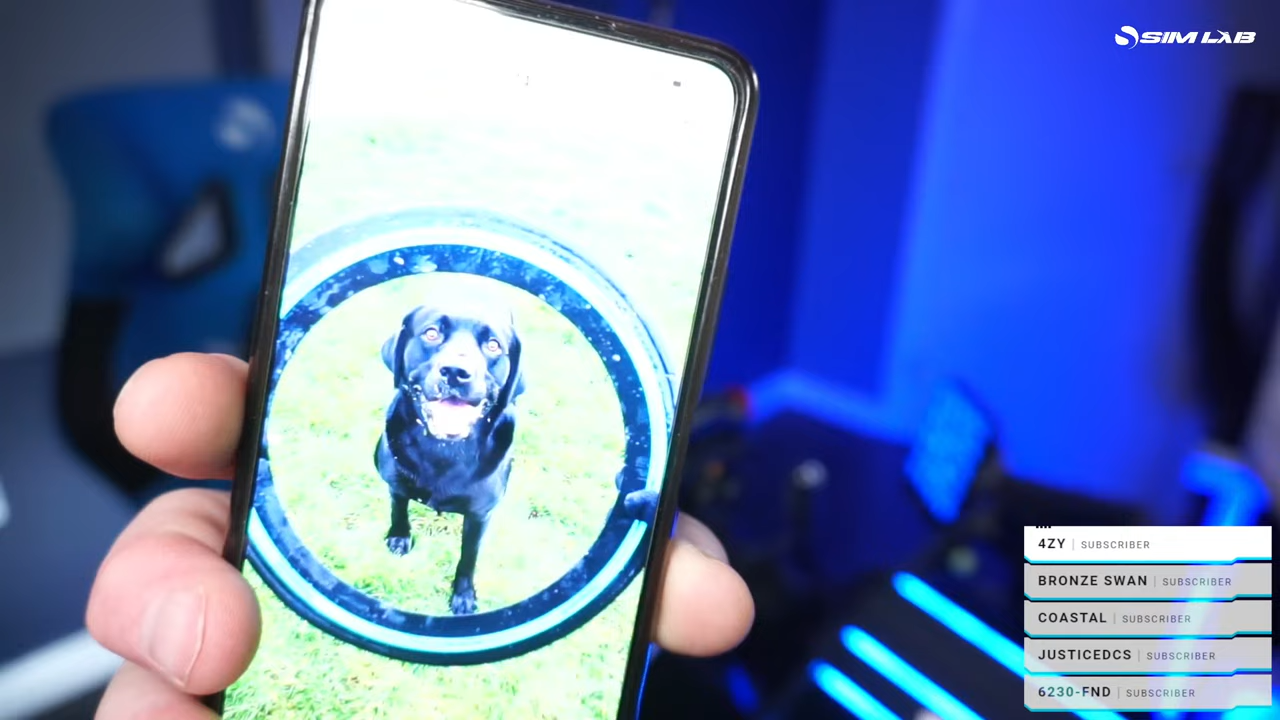 SIM LAB
4ZY | SUBSCRIBER
BRONZE SWAN | SUBSCRIBER
COASTAL | SUBSCRIBER
JUSTICEDCS | SUBSCRIBER
6230-FND | SUBSCRIBER